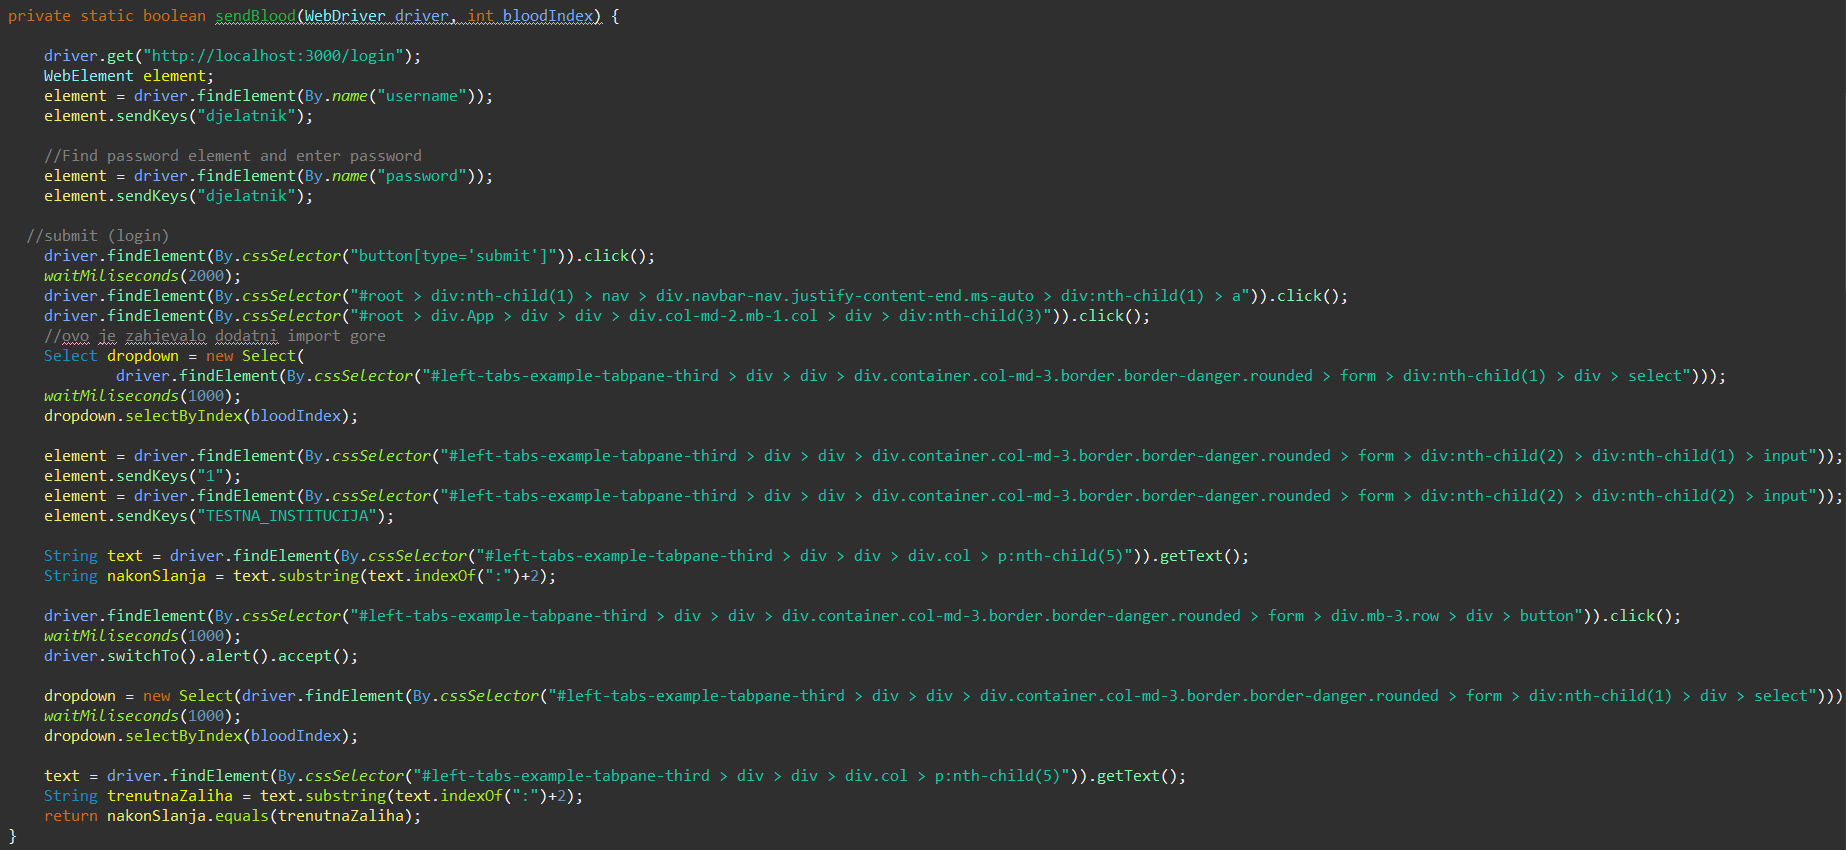 private static boolean sendBlood(WebDriver driver, int bloodIndex) {
driver.get("http://localhost:3000/login");
WebElement element;
element = driver.findElement(By.name("username"));
element.sendKeys("djelatnik");
//Find password element and enter password
element = driver.findElement(By.name("password"));
element.sendKeys("djelatnik");
//submit (login)
driver.findElement(By.cssSelector("button[type='submit']")).click();
waitMiliseconds(2000);
driver.findElement(By.cssSelector("#root > div:nth-child(1) > nav > div.navbar-nav.justify-content-end.ms-auto > div:nth-child(1) > a")).click();
driver.findElement(By.cssSelector("#root > div.App > div > div > div.col-md-2.mb-1.col > div > div:nth-child(3)")).click();
//ovo je zahjevalo dodatni import gore
Select dropdown = new Select(
driver.findElement(By.cssSelector("#left-tabs-example-tabpane-third > div > div > div.container.col-md-3.border.border-danger.rounded > form > div:nth-child(1) > div > select")));
waitMiliseconds(1000);
dropdown.selectByIndex(bloodIndex);
element = driver.findElement(By.cssSelector("#left-tabs-example-tabpane-third > div > div > div.container.col-md-3.border.border-danger.rounded > form > div:nth-child(2) > div:nth-child(1) > input"));
element.sendKeys("1");
element = driver.findElement(By.cssSelector("#left-tabs-example-tabpane-third > div > div > div.container.col-md-3.border.border-danger.rounded > form > div:nth-child(2) > div:nth-child(2) > input"));
element.sendKeys("TESTNA_INSTITUCIJA");
String text = driver.findElement(By.cssSelector("#left-tabs-example-tabpane-third > div > div > div.col > p:nth-child(5)")).getText();
String nakonSlanja = text.substring(text.indexOf(":")+2);
driver.findElement(By.cssSelector("#left-tabs-example-tabpane-third > div > div > div.container.col-md-3.border.border-danger.rounded > form > div.mb-3.row > div > button")).click();
waitMiliseconds(1000);
driver.switchTo().alert().accept();
dropdown = new Select(driver.findElement(By.cssSelector("#left-tabs-example-tabpane-third > div > div > div.container.col-md-3.border.border-danger.rounded > form > div:nth-child(1) > div > select")))
waitMiliseconds(1000);
dropdown.selectByIndex(bloodIndex);
text = driver.findElement(By.cssSelector("#left-tabs-example-tabpane-third > div > div > div.col > p:nth-child(5)")).getText();
String trenutnaZaliha = text.substring(text.indexOf(":")+2);
return nakonSlanja.equals(trenutnaZaliha);
}